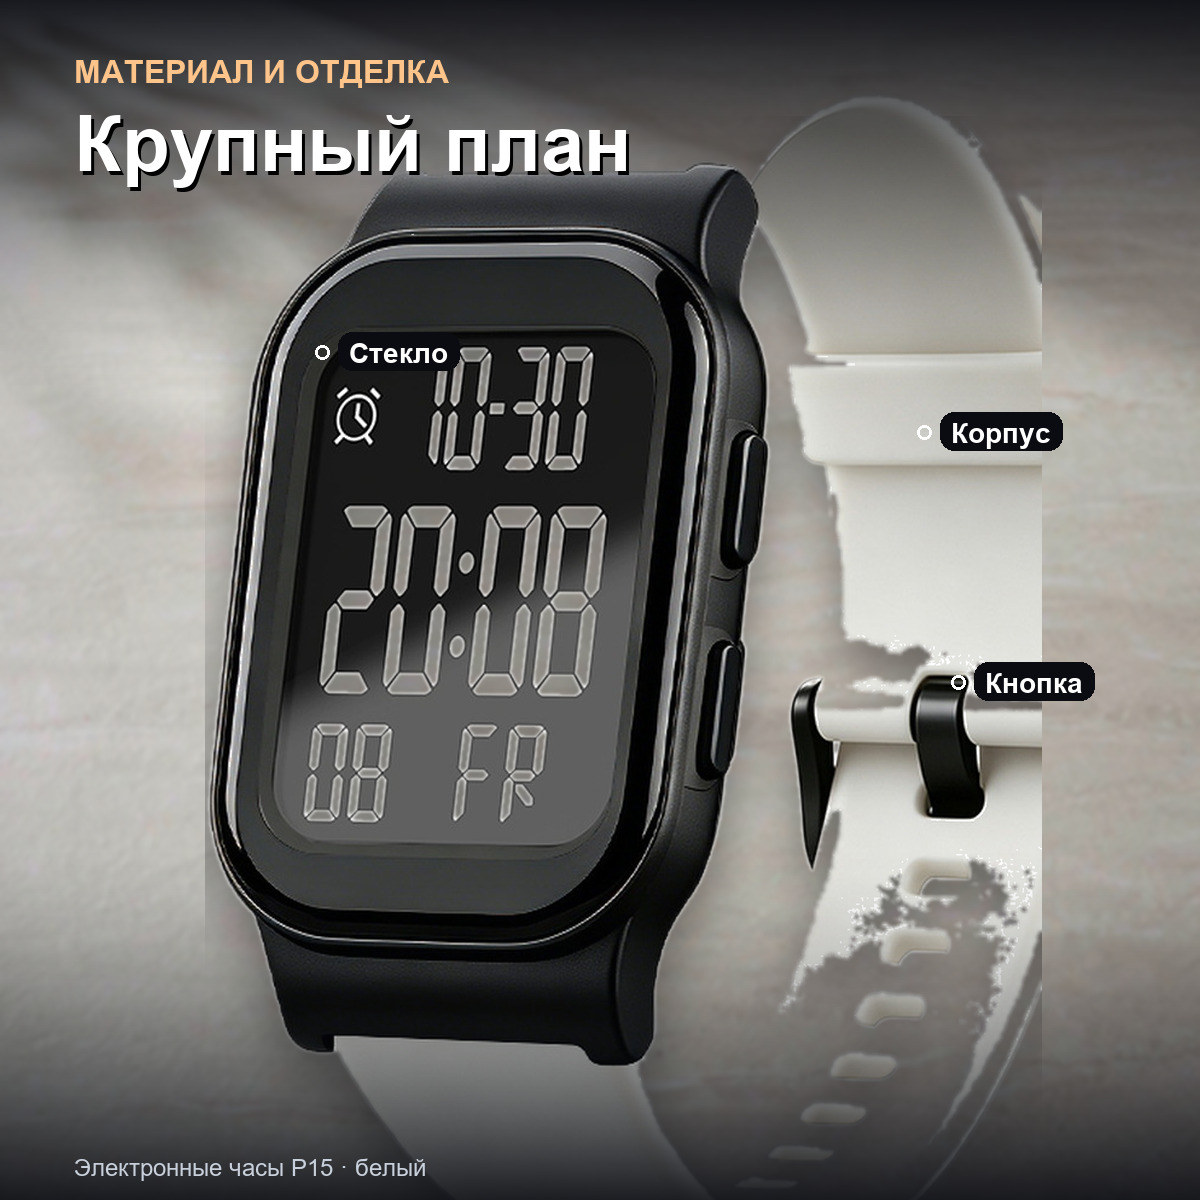 МАТЕРИАЛ И ОТДЕЛКА
Крупный план
Стекло
10-30
Корпус
20:08
Кнопка
08 FR
Электронные часы P15 · белый